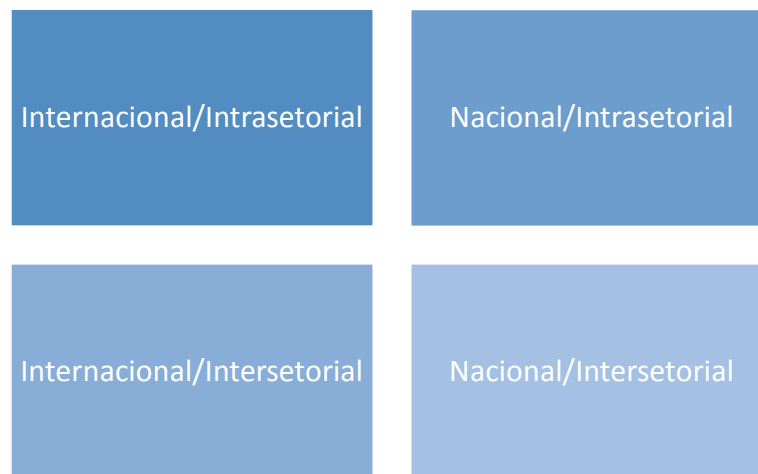 Internacional/Intrasetorial
Nacional/Intrasetorial
Internacional/Intersetorial
Nacional/Intersetorial